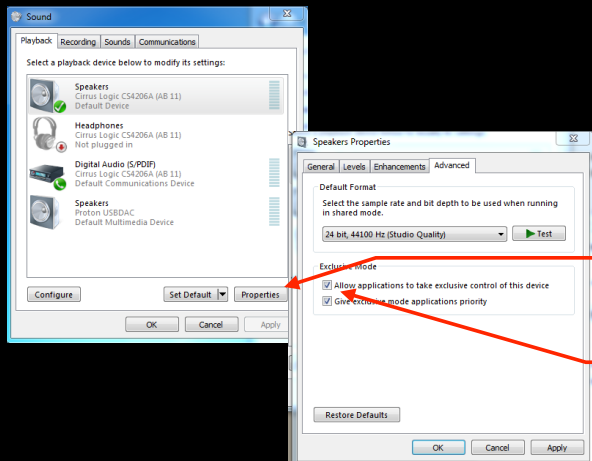 Sound
Playback Recording Sounds Communications
Select a playback device below to modify its settings:
Speakers
Cirrus Logic CS4206A (AB 11)
Default Device
Headphones
Cirrus Logic CS4206A (AB 11)
Not plugged in
Digital Audio (S/PDIF)
Cirrus Logic CS4206A (AB 11)
Default Communications Device
Speakers
Proton USBDAC
Default Multimedia Device
Configure Set Default Properties
OK Cancel Apply
Speakers Properties
General Levels Enhancements Advanced
Default Format
Select the sample rate and bit depth to be used when running
in shared mode.
24 bit, 44100 Hz (Studio Quality) Test
Exclusive Mode
Allow applications to take exclusive control of this device
Give exclusive mode applications priority
Restore Defaults
OK Cancel Apply